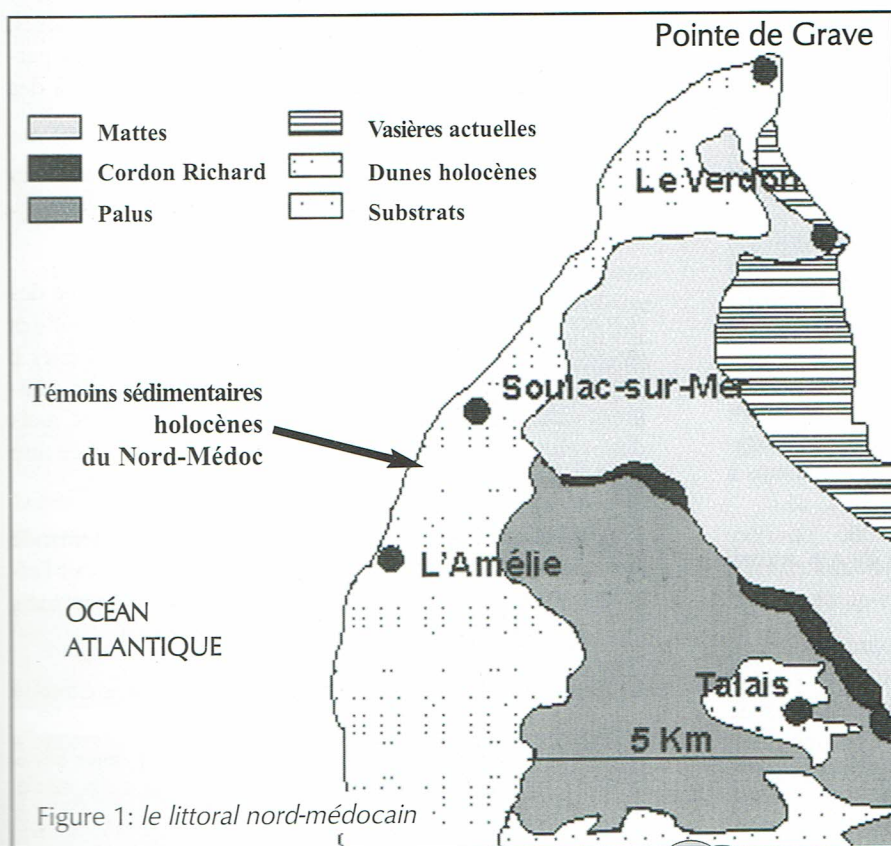 Pointe de Grave
Mattes
Cordon Richard
Palus
Vasières actuelles
Dunes holocènes
Substrats
Le Verdon
Témoins sédimentaires
holocènes
du Nord-Médoc
Soulac-sur-Mer
L'Amélie
OCÉAN
ATLANTIQUE
Talais
5 Km
Figure 1: le littoral nord-médocain